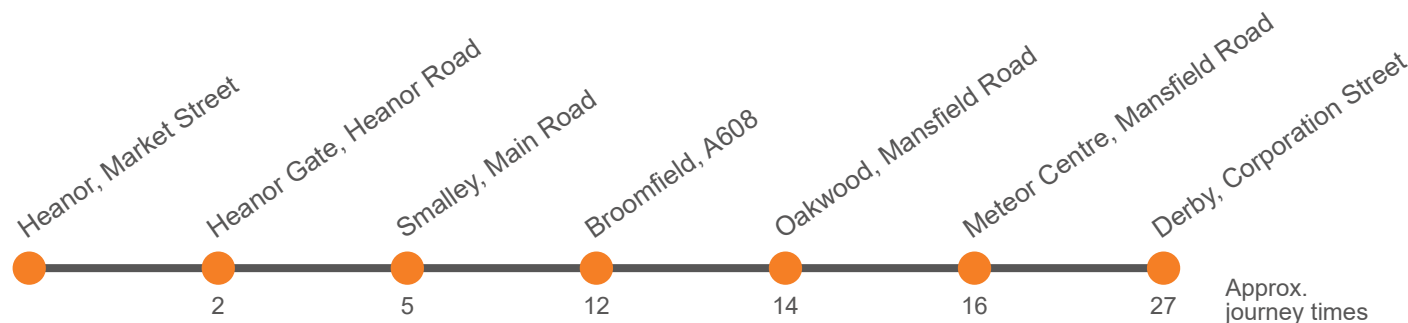 Heanor, Market Street
Heanor Gate, Heanor Road
Smalley, Main Road
Broomfield, A608
Oakwood, Mansfield Road
Meteor Centre, Mansfield Road
Derby, Corporation Street
2
5
12
14
16
27
Approx.
journey times